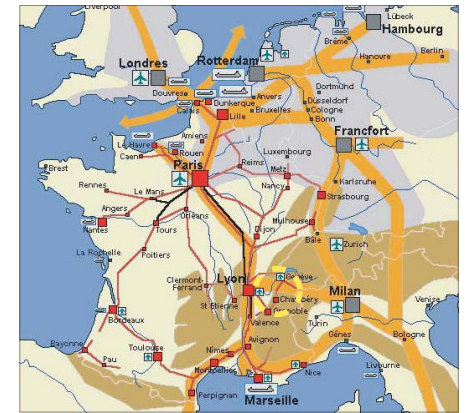 Liverpool
Lübeck
Hambourg
Brême
Hanovre
Berlin
Londres
Rotterdam
Douvres
Dunkerque
Calais
Lille
Anvers
Bruxelles
Dortmund
Düsseldorf
Cologne
Bonn
Francfort
Amiens
Le Havre
Rouen
Caen
Paris
Reims
Luxembourg
Metz
Nancy
Karlsruhe
Strasbourg
Brest
Rennes
Le Mans
Angers
Nantes
Tours
Orléans
Dijon
Mulhouse
Bâle
Zurich
La Rochelle
Poitiers
Clermont-
Ferrand
Lyon
Genève
Chambéry
Grenoble
St Etienne
Valence
Milan
Turin
Venise
Bordeaux
Toulouse
Bayonne
Pau
Nîmes
Avignon
Montpellier
Gênes
Bologne
Livourne
Nice
Marseille
Perpignan